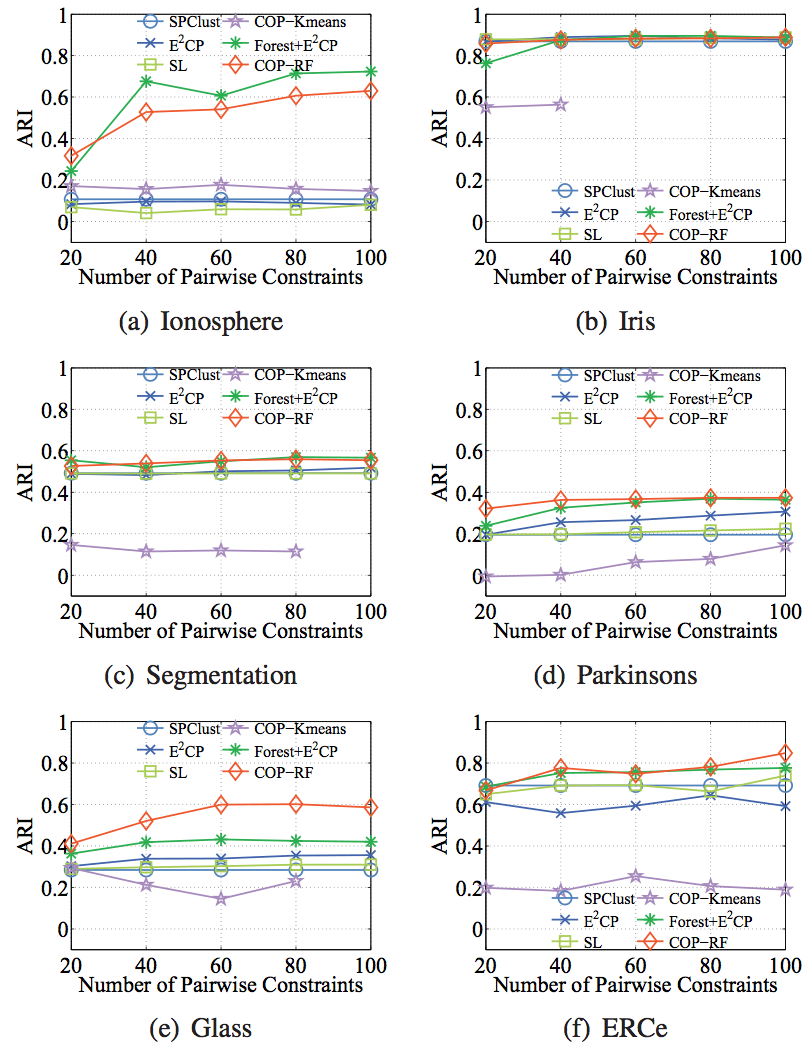 1
0.8
0.6
0.4
0.2
0
ARI
SPClust
COP−Kmeans
E²CP
Forest+E²CP
SL
COP−RF
20 40 60 80 100
Number of Pairwise Constraints
(a) Ionosphere
1
0.8
0.6
0.4
0.2
0
ARI
SPClust
COP−Kmeans
E²CP
Forest+E²CP
SL
COP−RF
20 40 60 80 100
Number of Pairwise Constraints
(b) Iris
1
0.8
0.6
0.4
0.2
0
ARI
SPClust
COP−Kmeans
E²CP
Forest+E²CP
SL
COP−RF
20 40 60 80 100
Number of Pairwise Constraints
(c) Segmentation
1
0.8
0.6
0.4
0.2
0
ARI
SPClust
COP−Kmeans
E²CP
Forest+E²CP
SL
COP−RF
20 40 60 80 100
Number of Pairwise Constraints
(d) Parkinsons
1
0.8
0.6
0.4
0.2
0
ARI
SPClust
COP−Kmeans
E²CP
Forest+E²CP
SL
COP−RF
20 40 60 80 100
Number of Pairwise Constraints
(e) Glass
1
0.8
0.6
0.4
0.2
0
ARI
SPClust
COP−Kmeans
E²CP
Forest+E²CP
SL
COP−RF
20 40 60 80 100
Number of Pairwise Constraints
(f) ERCe